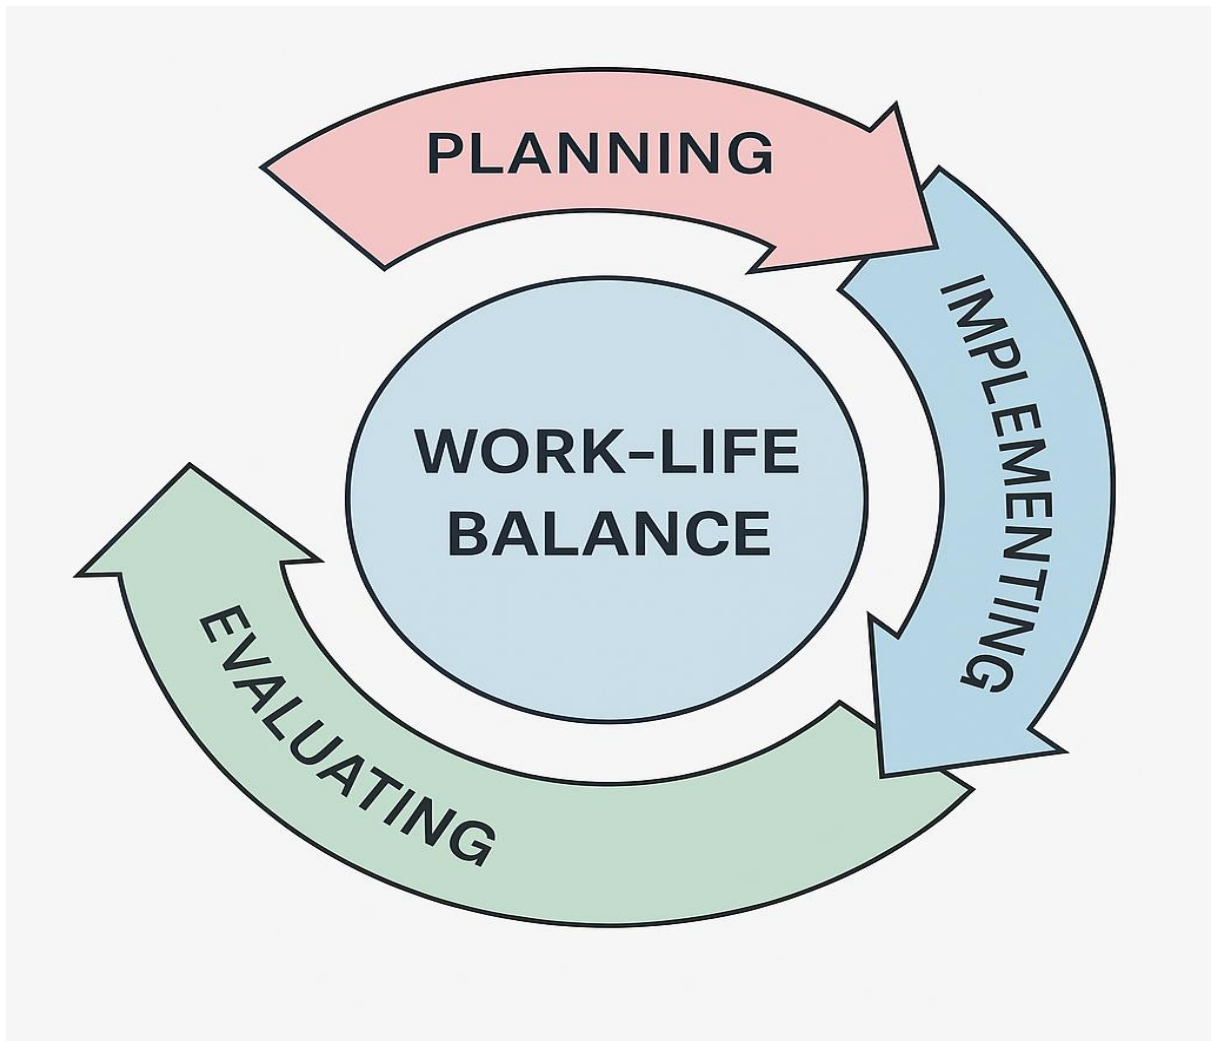 PLANNING
IMPLEMENTING
WORK-LIFE
BALANCE
EVALUATING